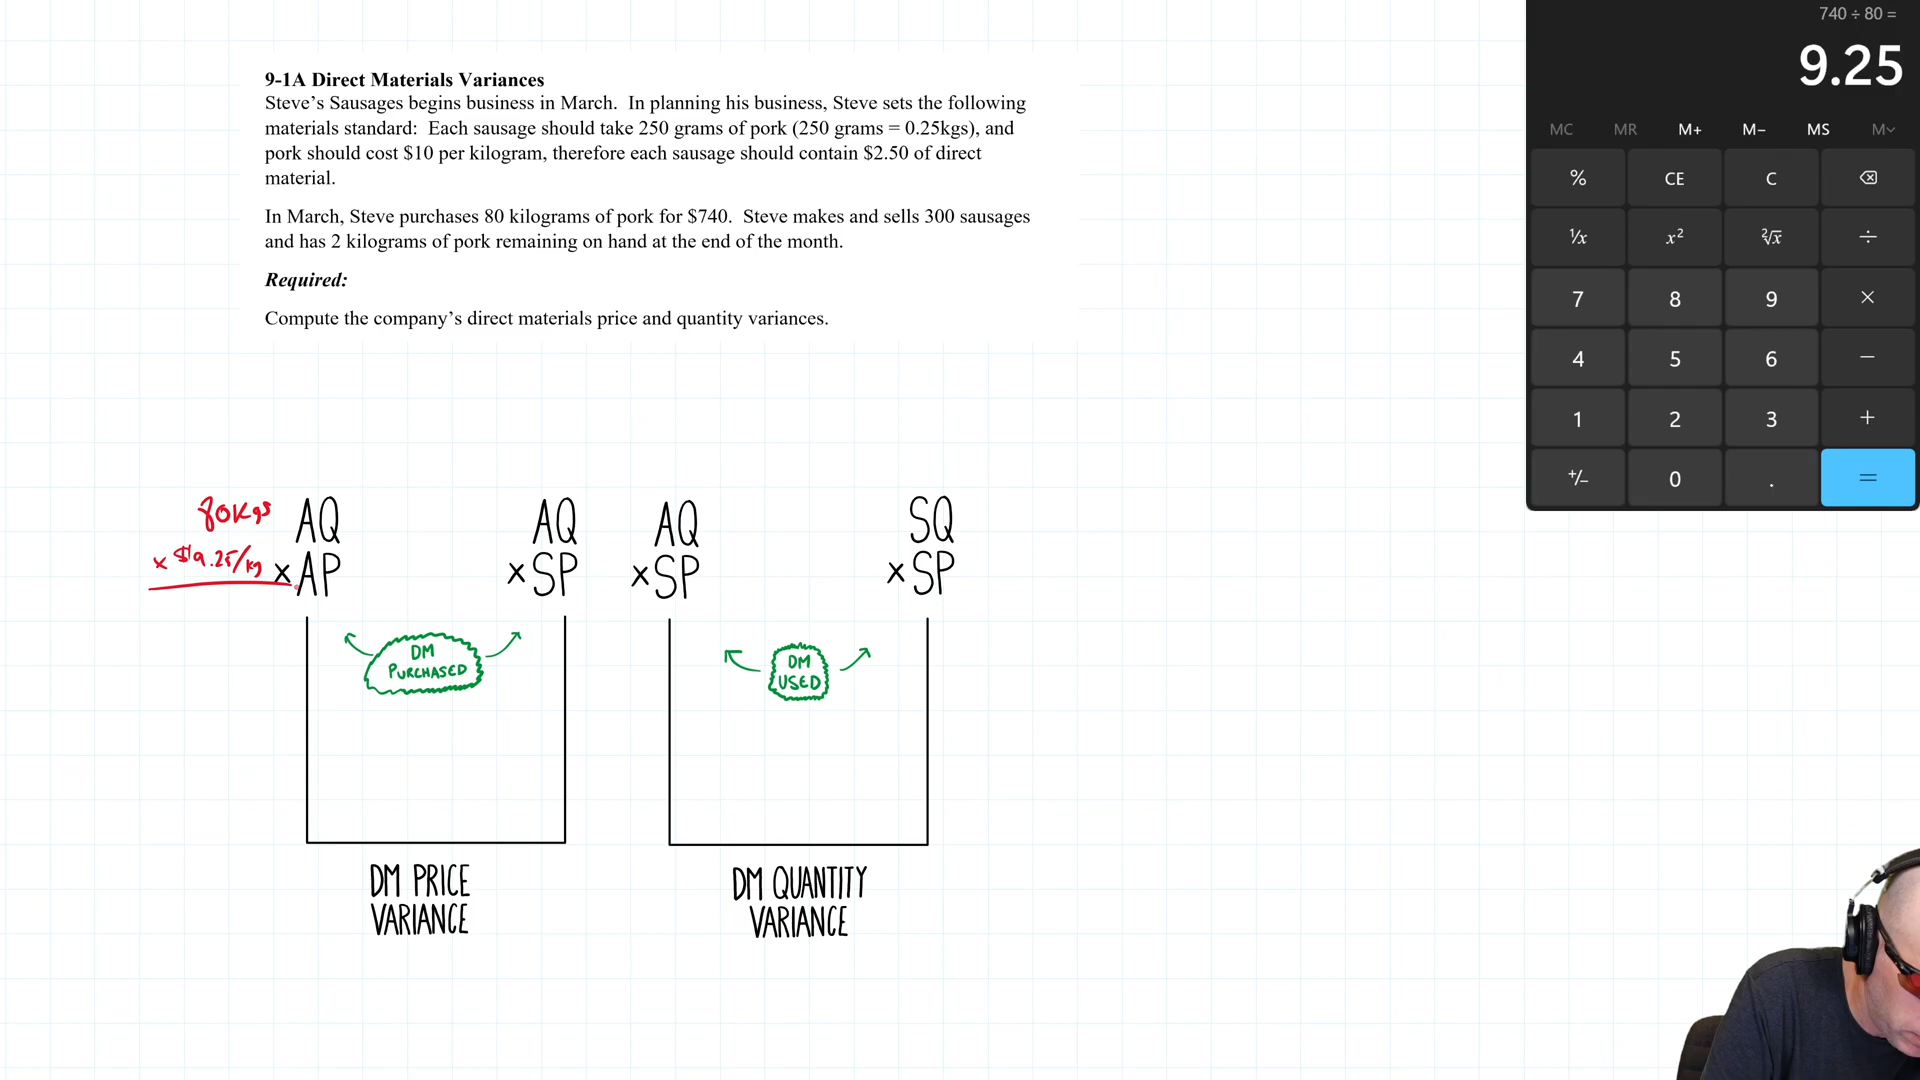 9-1A Direct Materials Variances
Steve's Sausages begins business in March.  In planning his business, Steve sets the following
materials standard:  Each sausage should take 250 grams of pork (250 grams = 0.25kgs), and
pork should cost $10 per kilogram, therefore each sausage should contain $2.50 of direct
material.
In March, Steve purchases 80 kilograms of pork for $740.  Steve makes and sells 300 sausages
and has 2 kilograms of pork remaining on hand at the end of the month.
Required:
Compute the company's direct materials price and quantity variances.
740 ÷ 80 =
9.25
MC MR M+ M− MS M˅
% CE C ⌫
¹/x x² ²√x ÷
7 8 9 ×
4 5 6 −
1 2 3 +
+/− 0 . =
80Kgs
x $9.25/kg
AQ
xAP
AQ
xSP
AQ
xSP
SQ
xSP
DM
PURCHASED
DM
USED
DM PRICE
VARIANCE
DM QUANTITY
VARIANCE